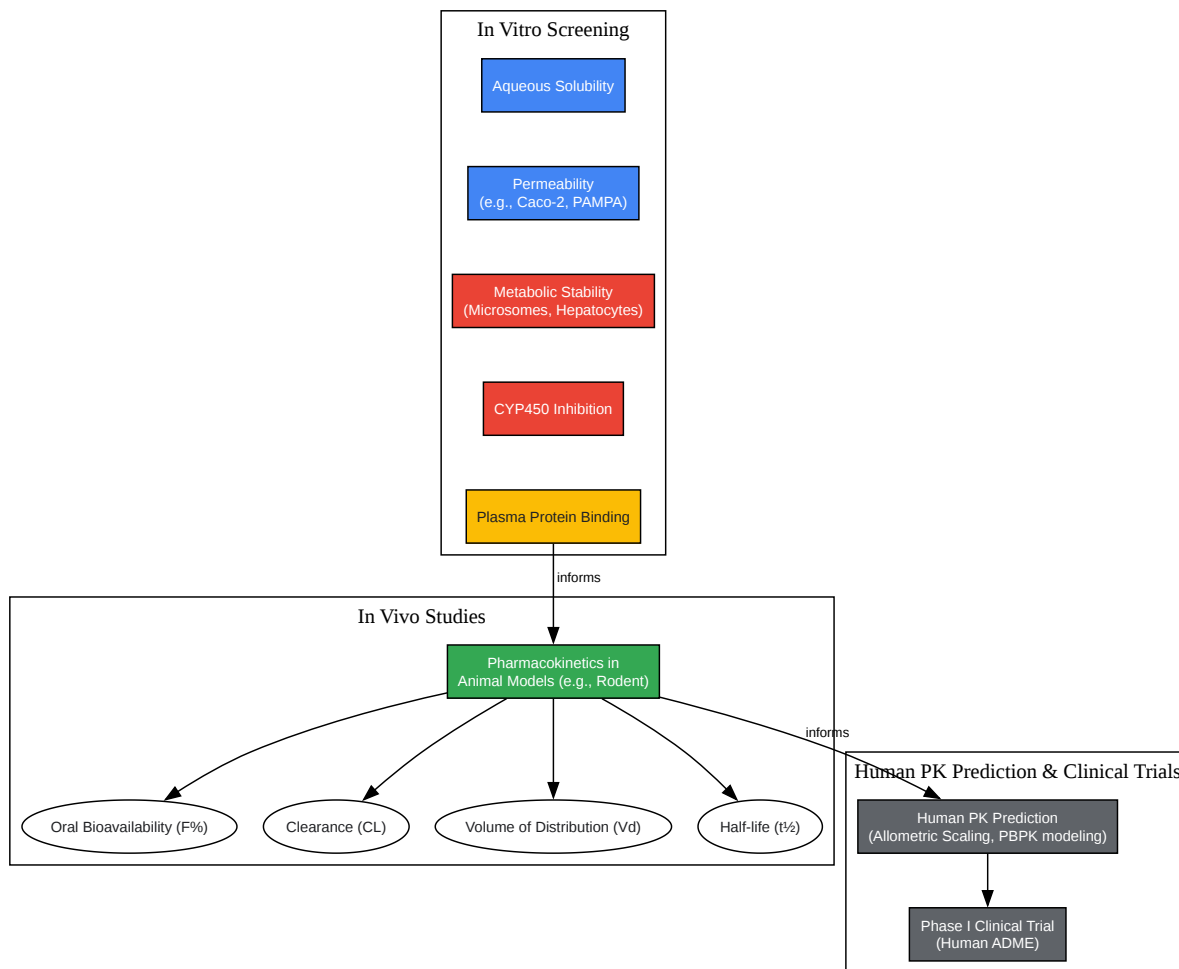 In Vitro Screening
Aqueous Solubility
Permeability
(e.g., Caco-2, PAMPA)
Metabolic Stability
(Microsomes, Hepatocytes)
CYP450 Inhibition
Plasma Protein Binding
informs
In Vivo Studies
Pharmacokinetics in
Animal Models (e.g., Rodent)
informs
Oral Bioavailability (F%)
Clearance (CL)
Volume of Distribution (Vd)
Half-life (t½)
Human PK Prediction & Clinical Trials
Human PK Prediction
(Allometric Scaling, PBPK modeling)
Phase I Clinical Trial
(Human ADME)